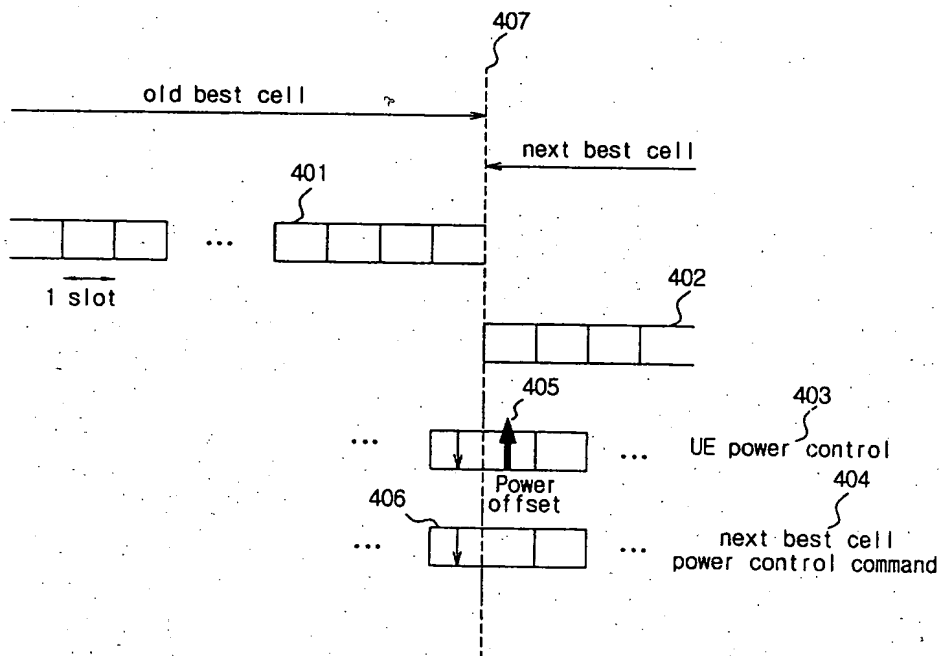 407
old best cell
next best cell
401
...
1 slot
402
405
403
... ... UE power control
Power
offset
404
406
... ... next best cell
power control command